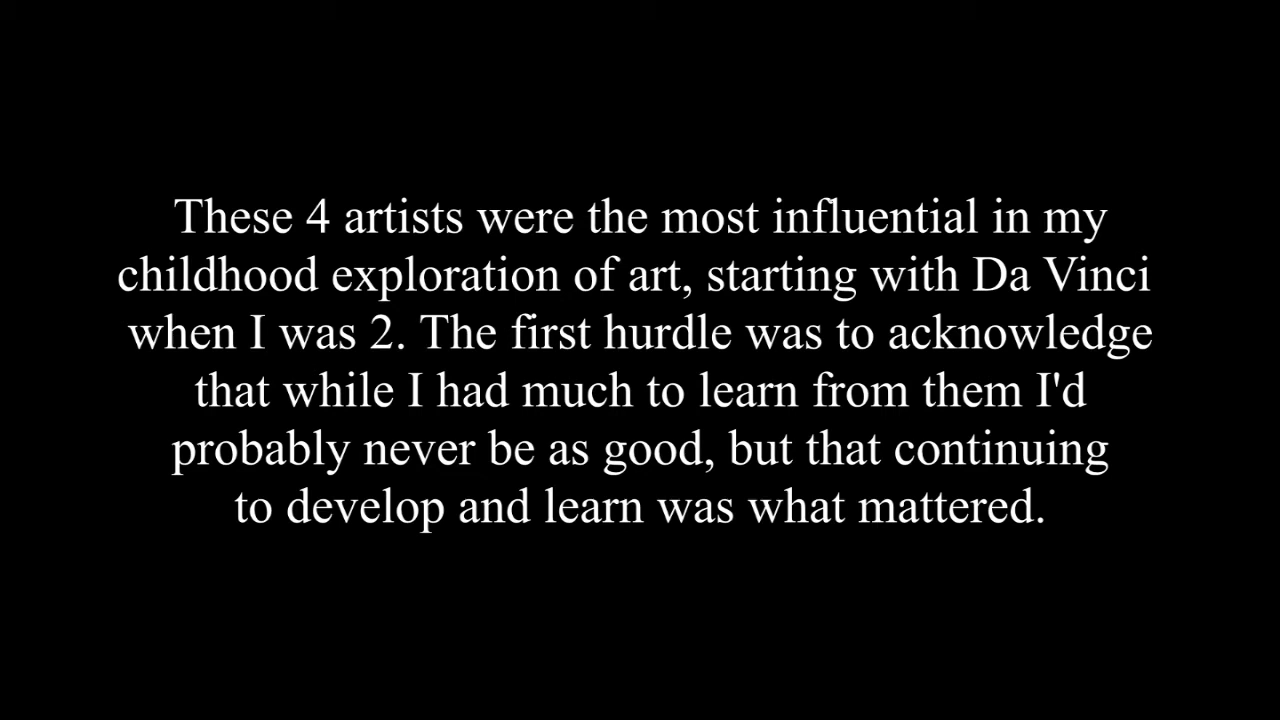 These 4 artists were the most influential in my
childhood exploration of art, starting with Da Vinci
when I was 2. The first hurdle was to acknowledge
that while I had much to learn from them I'd
probably never be as good, but that continuing
to develop and learn was what mattered.